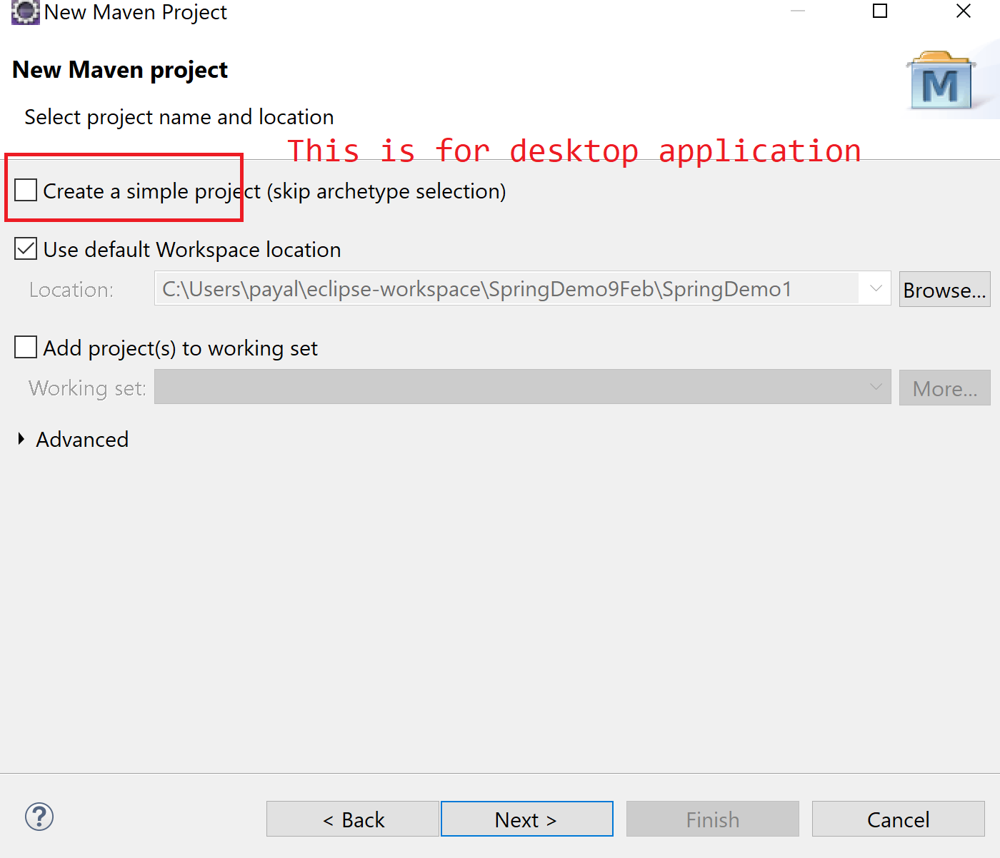 New Maven Project
New Maven project
M
Select project name and location
This is for desktop application
Create a simple project (skip archetype selection)
Use default Workspace location
Location: C:\Users\payal\eclipse-workspace\SpringDemo9Feb\SpringDemo1 Browse...
Add project(s) to working set
Working set: More...
Advanced
? < Back Next > Finish Cancel